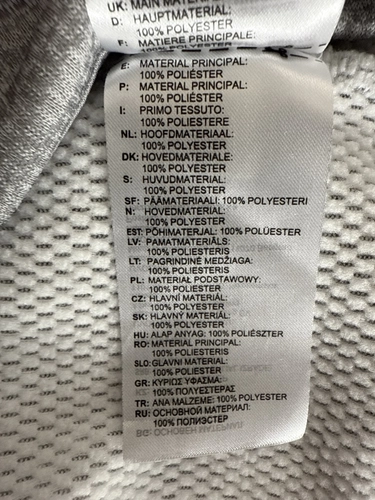 UK: MAIN MATERIAL:
D: HAUPTMATERIAL:
100% POLYESTER
F: MATIERE PRINCIPALE:
E: MATERIAL PRINCIPAL:
100% POLIÉSTER
P: MATERIAL PRINCIPAL:
100% POLIÉSTER
I: PRIMO TESSUTO:
100% POLIESTERE
NL: HOOFDMATERIAAL:
100% POLYESTER
DK: HOVEDMATERIALE:
100% POLYESTER
S: HUVUDMATERIAL:
100% POLYESTER
SF: PÄÄMATERIAALI: 100% POLYESTERI
N: HOVEDMATERIAL:
100% POLYESTER
EST: PÕHIMATERJAL: 100% POLÜESTER
LV: PAMATMATERIĀLS:
100% POLIESTERIS
LT: PAGRINDINĖ MEDŽIAGA:
100% POLIESTERIS
PL: MATERIAŁ PODSTAWOWY:
100% POLIESTER
CZ: HLAVNÍ MATERIÁL:
100% POLYESTER
SK: HLAVNÝ MATERIÁL:
100% POLYESTER
HU: ALAP ANYAG: 100% POLIÉSZTER
RO: MATERIAL PRINCIPAL:
100% POLIESTERIS
SLO: GLAVNI MATERIAL:
100% POLIESTER
GR: ΚΥΡΙΩΣ ΥΦΑΣΜΑ:
100% ΠΟΛΥΕΣΤΕΡΑΣ
TR: ANA MALZEME: 100% POLYESTER
RU: ОСНОВНОЙ МАТЕРИАЛ:
100% ПОЛИЭСТЕР